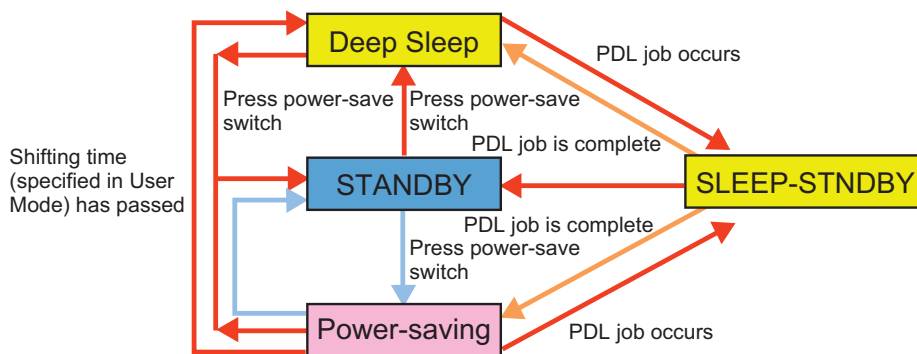 Deep Sleep
PDL job occurs
Press power-save
switch
Press power-save
switch
PDL job is complete
Shifting time
(specified in User
Mode) has passed
STANDBY
SLEEP-STNDBY
PDL job is complete
Press power-save
switch
Power-saving
PDL job occurs